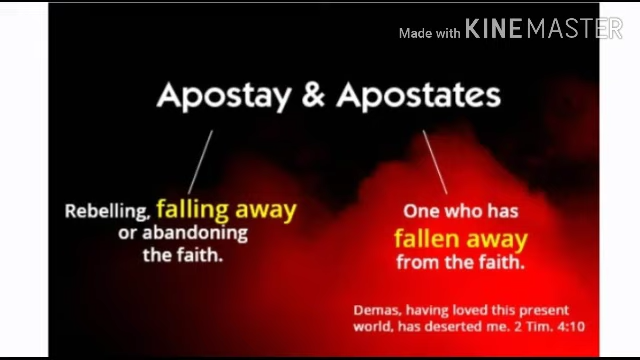 Made with KINEMASTER
Apostay & Apostates
Rebelling, falling away
or abandoning
the faith.
One who has
fallen away
from the faith.
Demas, having loved this present
world, has deserted me. 2 Tim. 4:10